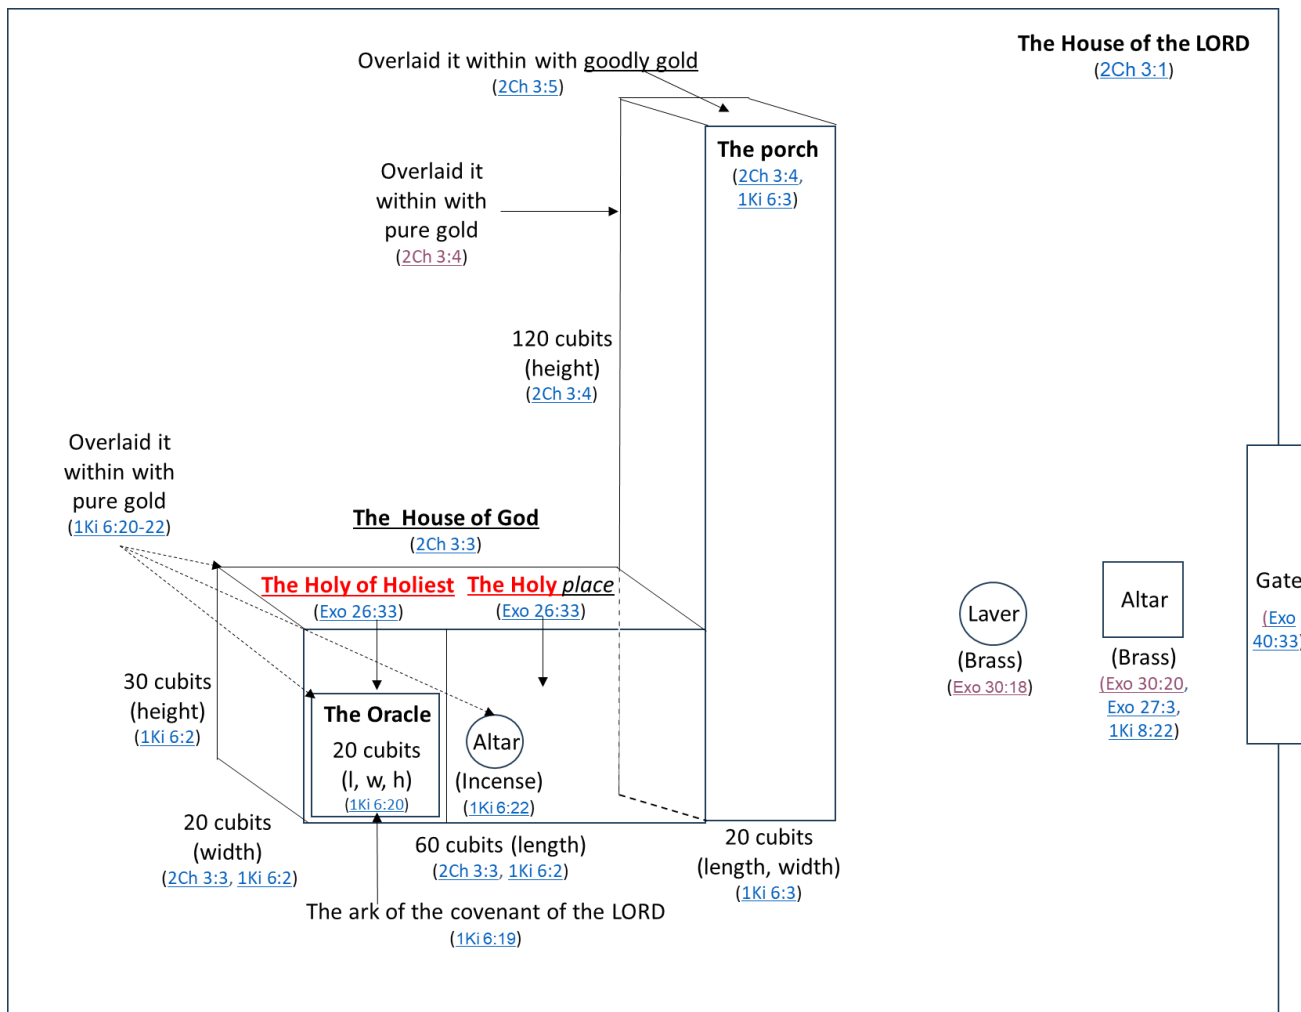 The House of the LORD
(2Ch 3:1)
Overlaid it within with goodly gold
(2Ch 3:5)
The porch
(2Ch 3:4,
1Ki 6:3)
Overlaid it
within with
pure gold
(2Ch 3:4)
120 cubits
(height)
(2Ch 3:4)
Overlaid it
within with
pure gold
(1Ki 6:20-22)
The House of God
(2Ch 3:3)
The Holy of Holiest
(Exo 26:33)
The Holy place
(Exo 26:33)
30 cubits
(height)
(1Ki 6:2)
The Oracle
20 cubits
(l, w, h)
(1Ki 6:20)
Altar
(Incense)
(1Ki 6:22)
20 cubits
(width)
(2Ch 3:3, 1Ki 6:2)
60 cubits (length)
(2Ch 3:3, 1Ki 6:2)
20 cubits
(length, width)
(1Ki 6:3)
The ark of the covenant of the LORD
(1Ki 6:19)
Laver
(Brass)
(Exo 30:18)
Altar
(Brass)
(Exo 30:20,
Exo 27:3,
1Ki 8:22)
Gate
(Exo
40:33)